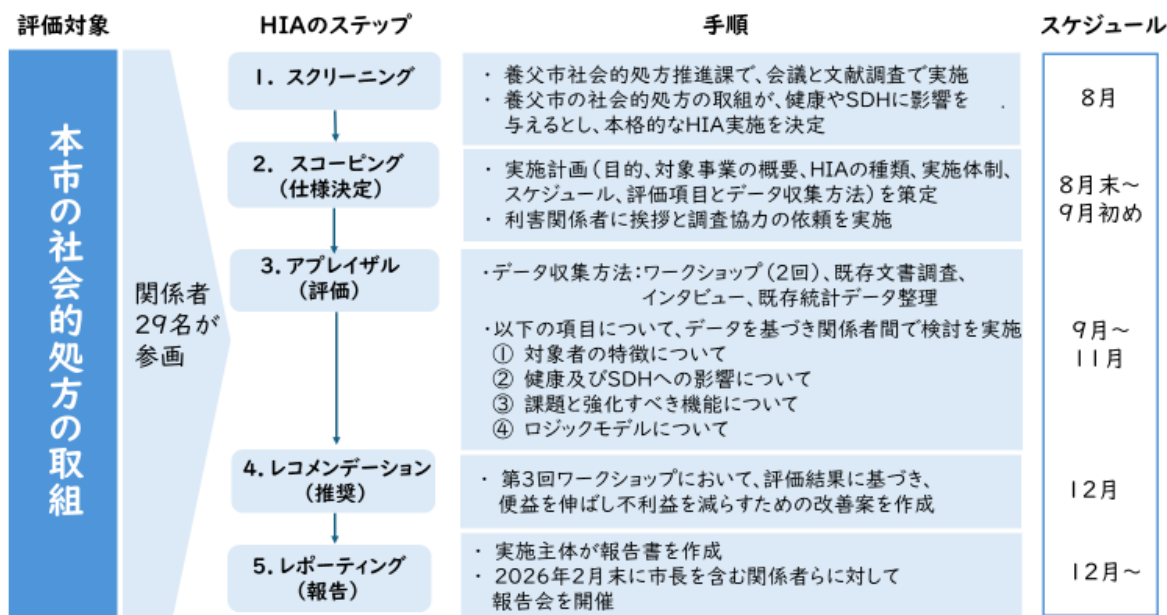 評価対象
HIAのステップ
手順
スケジュール
本市の社会的処方の取組
関係者
29名が
参画
1. スクリーニング
・ 養父市社会的処方推進課で、会議と文献調査で実施
・ 養父市の社会的処方の取組が、健康やSDHに影響を
与えるとし、本格的なHIA実施を決定
8月
2. スコーピング
(仕様決定)
・ 実施計画(目的、対象事業の概要、HIAの種類、実施体制、
スケジュール、評価項目とデータ収集方法)を策定
・ 利害関係者に挨拶と調査協力の依頼を実施
8月末~
9月初め
3. アプレイザル
(評価)
・データ収集方法:ワークショップ(2回)、既存文書調査、
インタビュー、既存統計データ整理
・以下の項目について、データを基づき関係者間で検討を実施
① 対象者の特徴について
② 健康及びSDHへの影響について
③ 課題と強化すべき機能について
④ ロジックモデルについて
9月~
11月
4. レコメンデーション
(推奨)
・ 第3回ワークショップにおいて、評価結果に基づき、
便益を伸ばし不利益を減らすための改善案を作成
12月
5. レポーティング
(報告)
・ 実施主体が報告書を作成
・ 2026年2月末に市長を含む関係者らに対して
報告会を開催
12月~